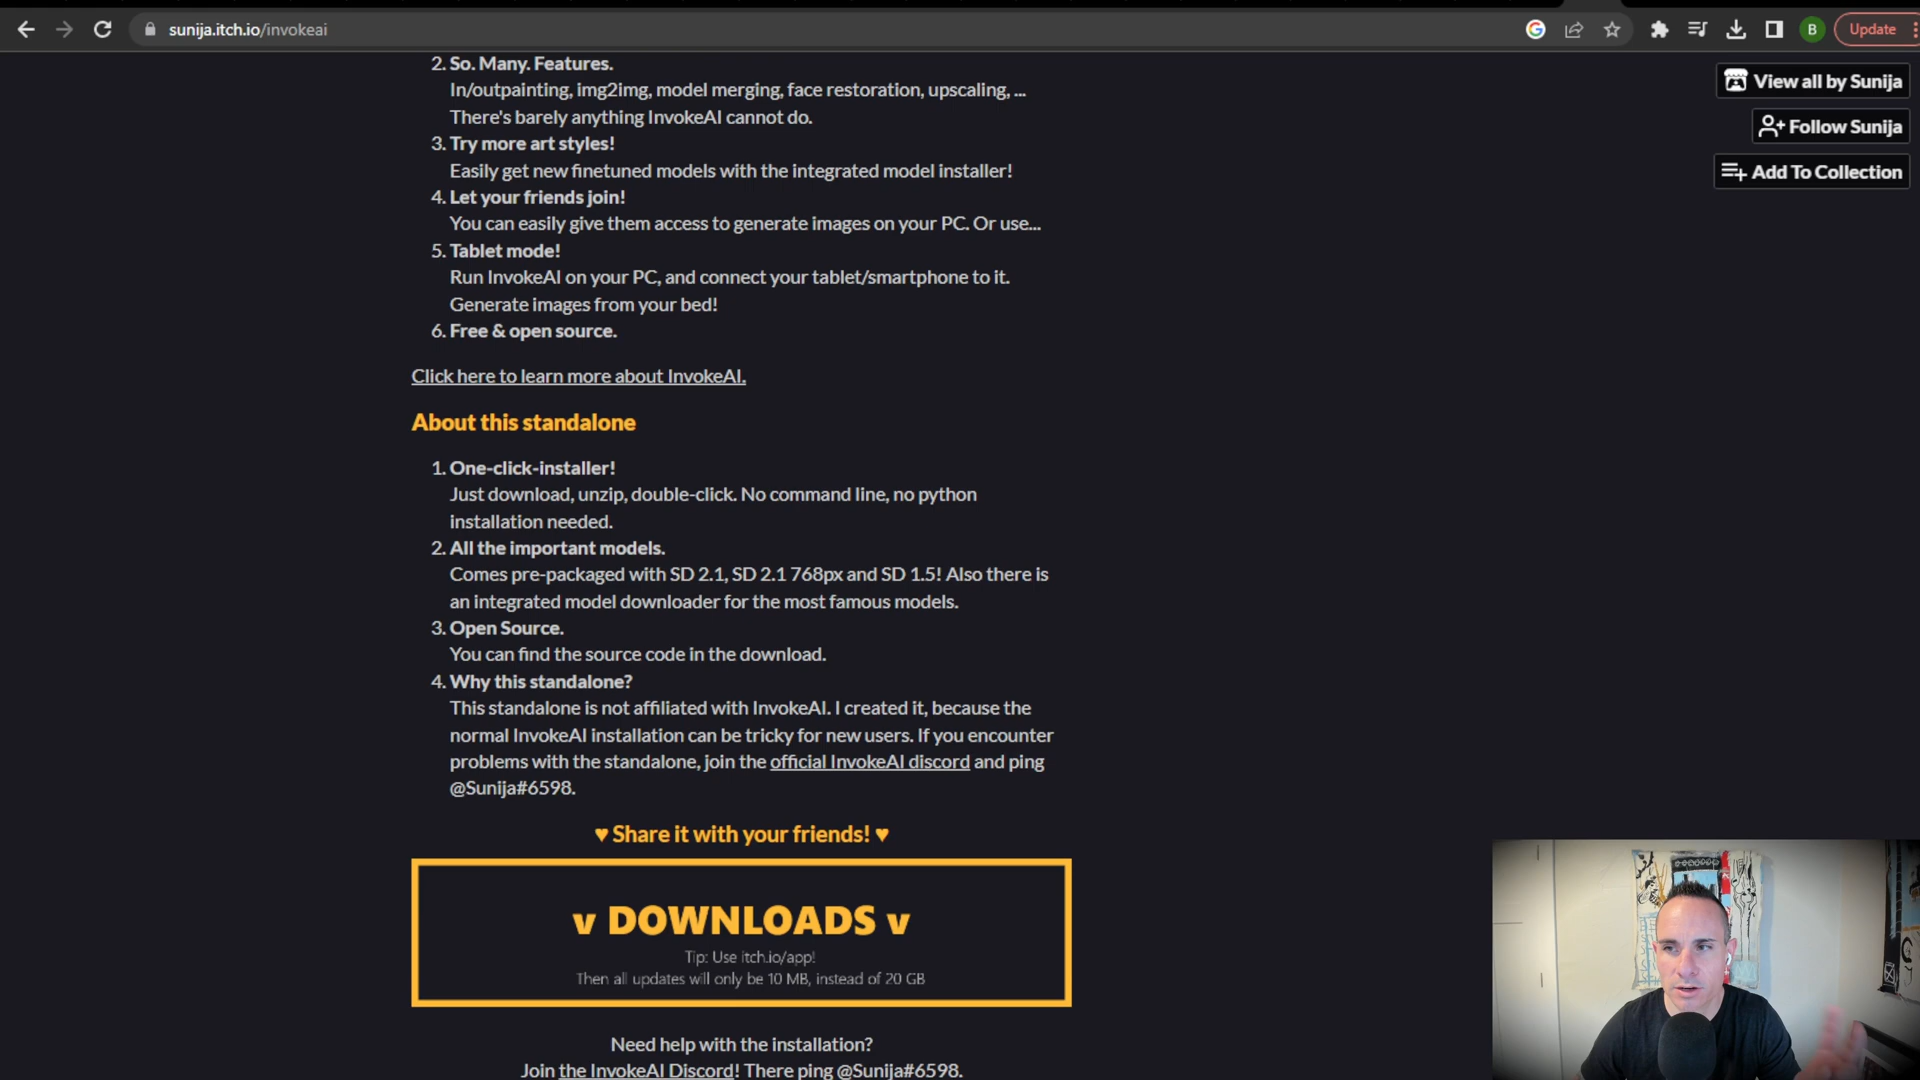 sunija.itch.io/invokeai
B
Update
View all by Sunija
Follow Sunija
Add To Collection
2. So. Many. Features.
In/outpainting, img2img, model merging, face restoration, upscaling, ...
There's barely anything InvokeAI cannot do.
3. Try more art styles!
Easily get new finetuned models with the integrated model installer!
4. Let your friends join!
You can easily give them access to generate images on your PC. Or use...
5. Tablet mode!
Run InvokeAI on your PC, and connect your tablet/smartphone to it.
Generate images from your bed!
6. Free & open source.
Click here to learn more about InvokeAI.
About this standalone
1. One-click-installer!
Just download, unzip, double-click. No command line, no python
installation needed.
2. All the important models.
Comes pre-packaged with SD 2.1, SD 2.1 768px and SD 1.5! Also there is
an integrated model downloader for the most famous models.
3. Open Source.
You can find the source code in the download.
4. Why this standalone?
This standalone is not affiliated with InvokeAI. I created it, because the
normal InvokeAI installation can be tricky for new users. If you encounter
problems with the standalone, join the official InvokeAI discord and ping
@Sunija#6598.
♥ Share it with your friends! ♥
v DOWNLOADS v
Tip: Use itch.io/app!
Then all updates will only be 10 MB, instead of 20 GB
Need help with the installation?
Join the InvokeAI Discord! There ping @Sunija#6598.